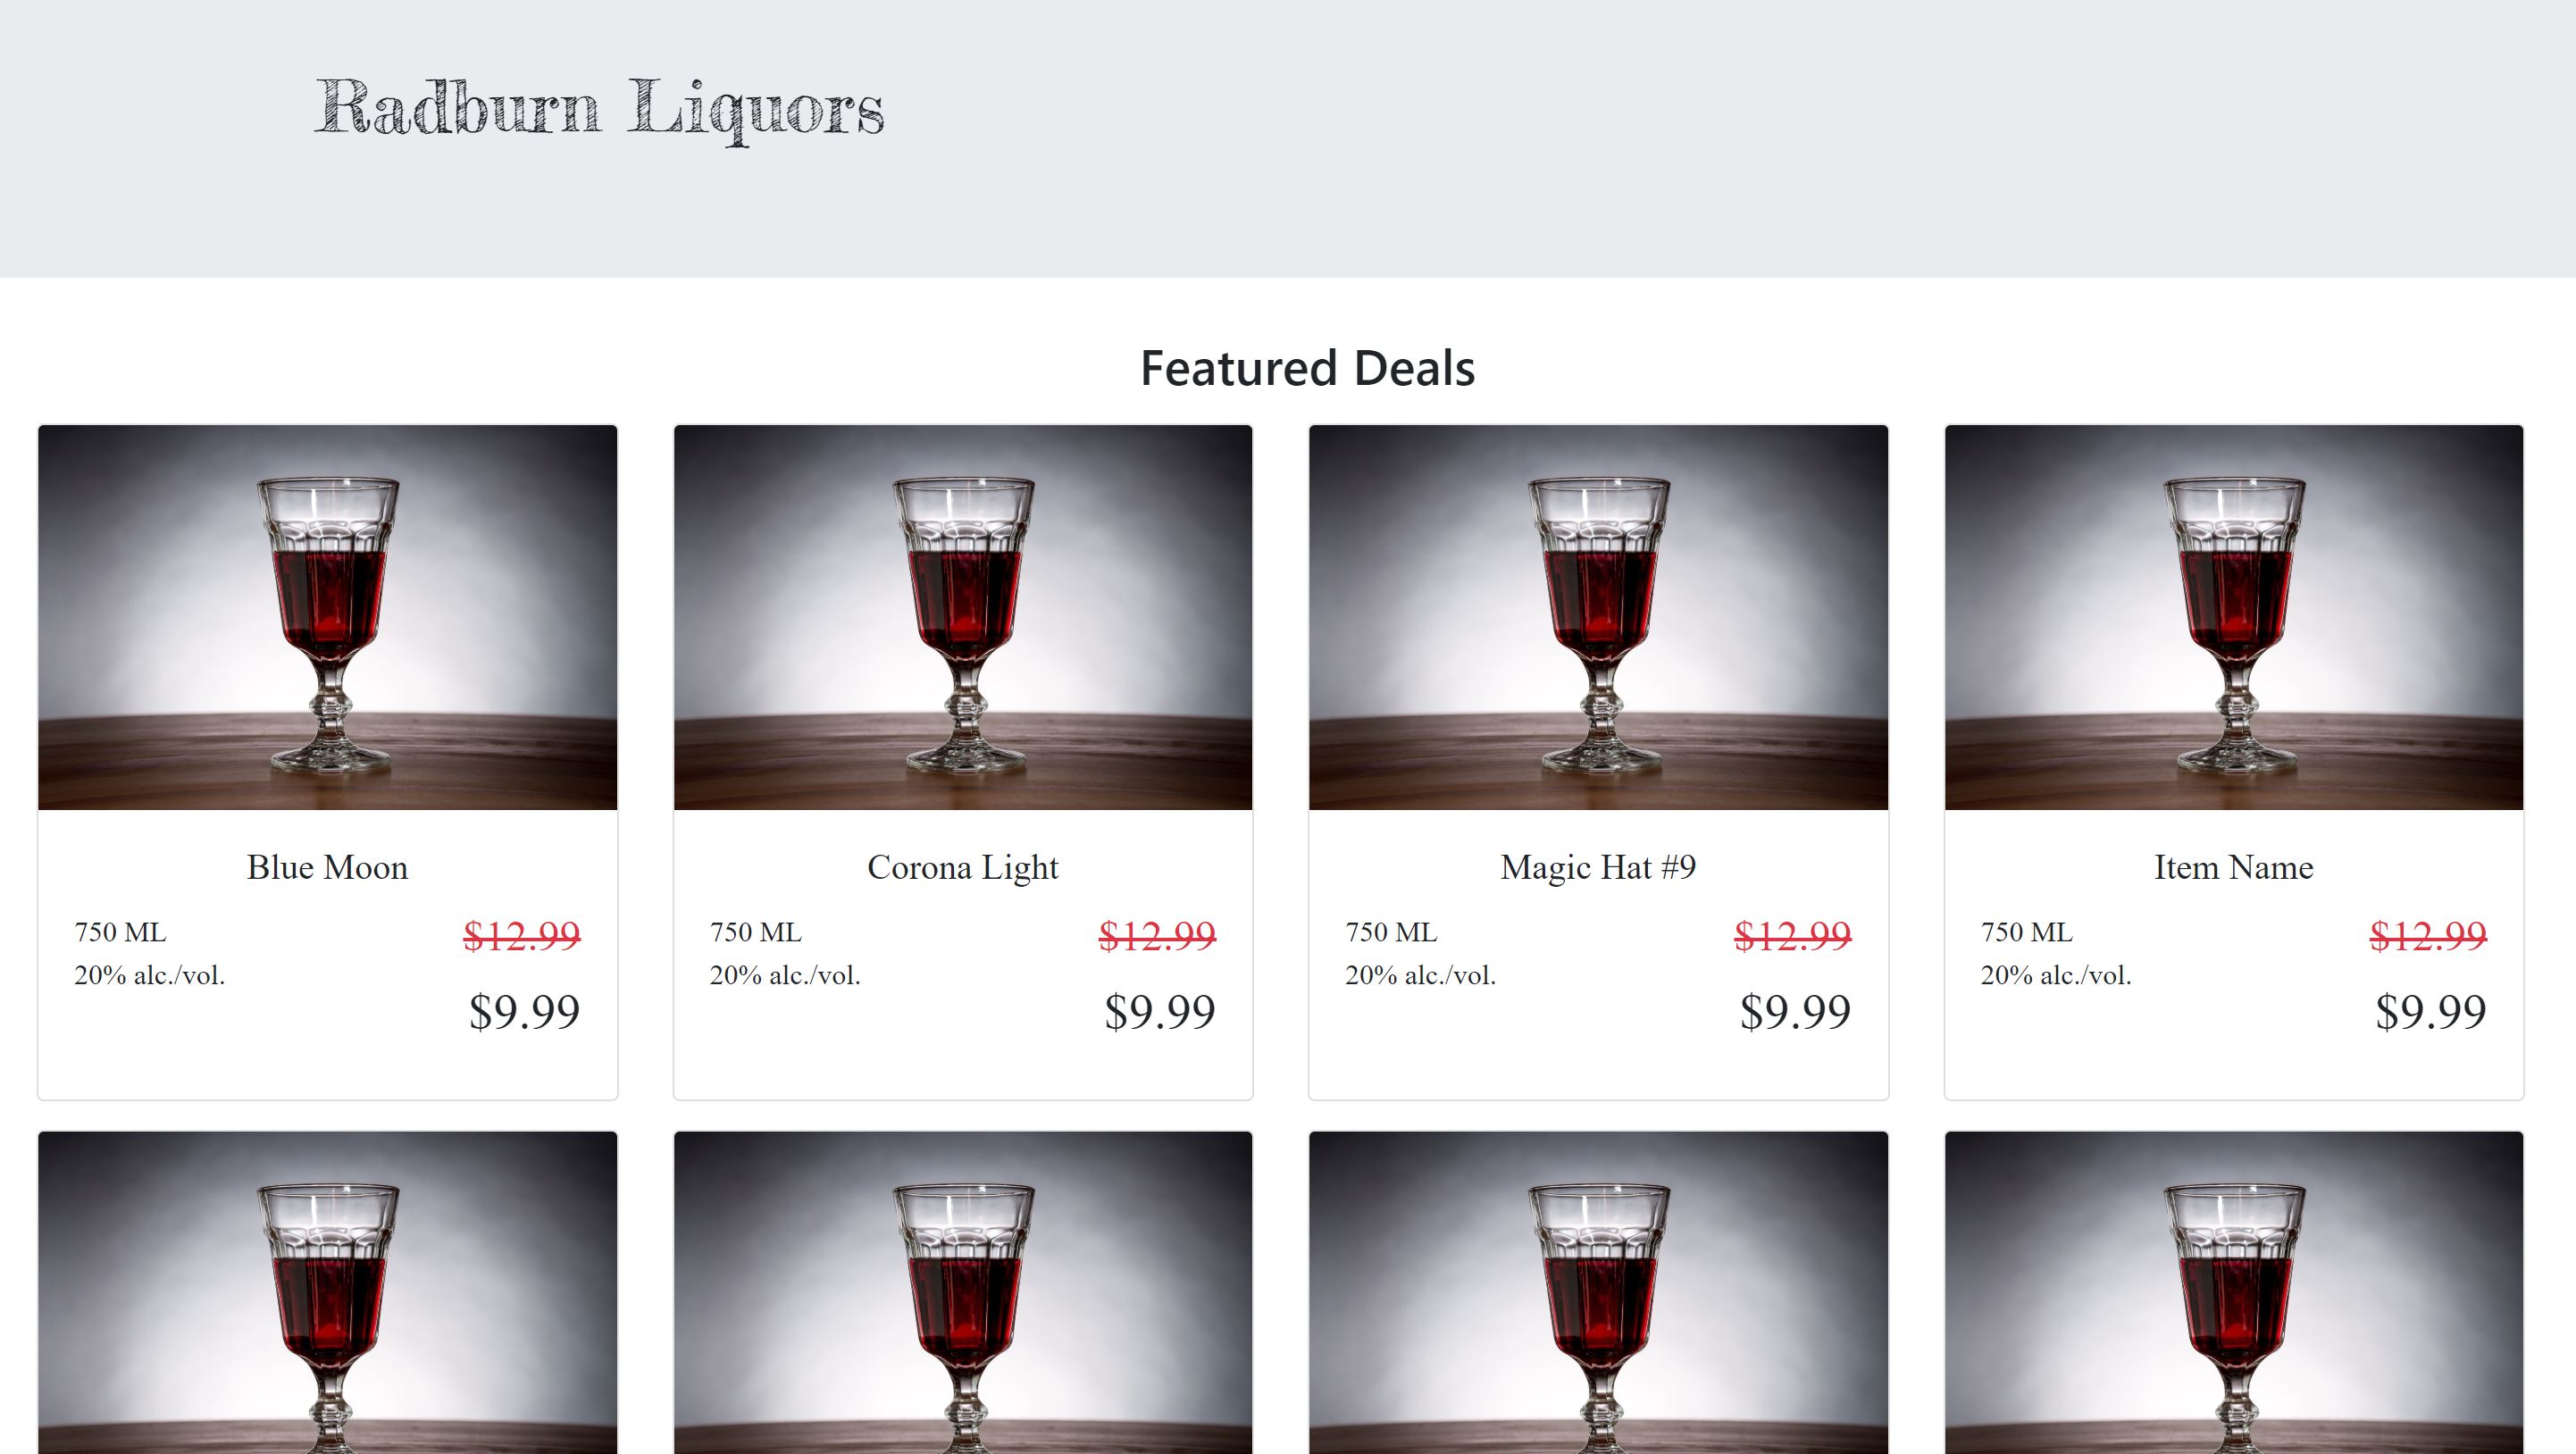 Radburn Liquors
Featured Deals
Blue Moon
750 ML
20% alc./vol.
$12.99
$9.99
Corona Light
750 ML
20% alc./vol.
$12.99
$9.99
Magic Hat #9
750 ML
20% alc./vol.
$12.99
$9.99
Item Name
750 ML
20% alc./vol.
$12.99
$9.99